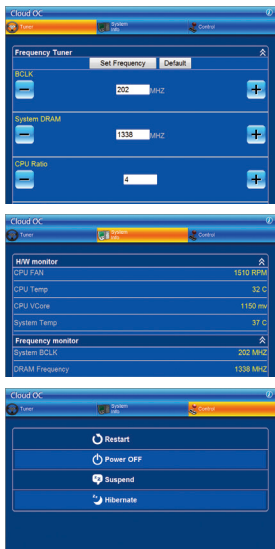 Cloud OC
Tuner
System Info
Control
Frequency Tuner
Set Frequency Default
BCLK
202 MHZ
System DRAM
1338 MHZ
CPU Ratio
4
Cloud OC
Tuner
System Info
Control
H/W monitor
CPU FAN 1510 RPM
CPU Temp 32 C
CPU VCore 1150 mv
System Temp 37 C
Frequency monitor
System BCLK 202 MHZ
DRAM Frequency 1338 MHZ
Cloud OC
Tuner
System Info
Control
Restart
Power OFF
Suspend
Hibernate